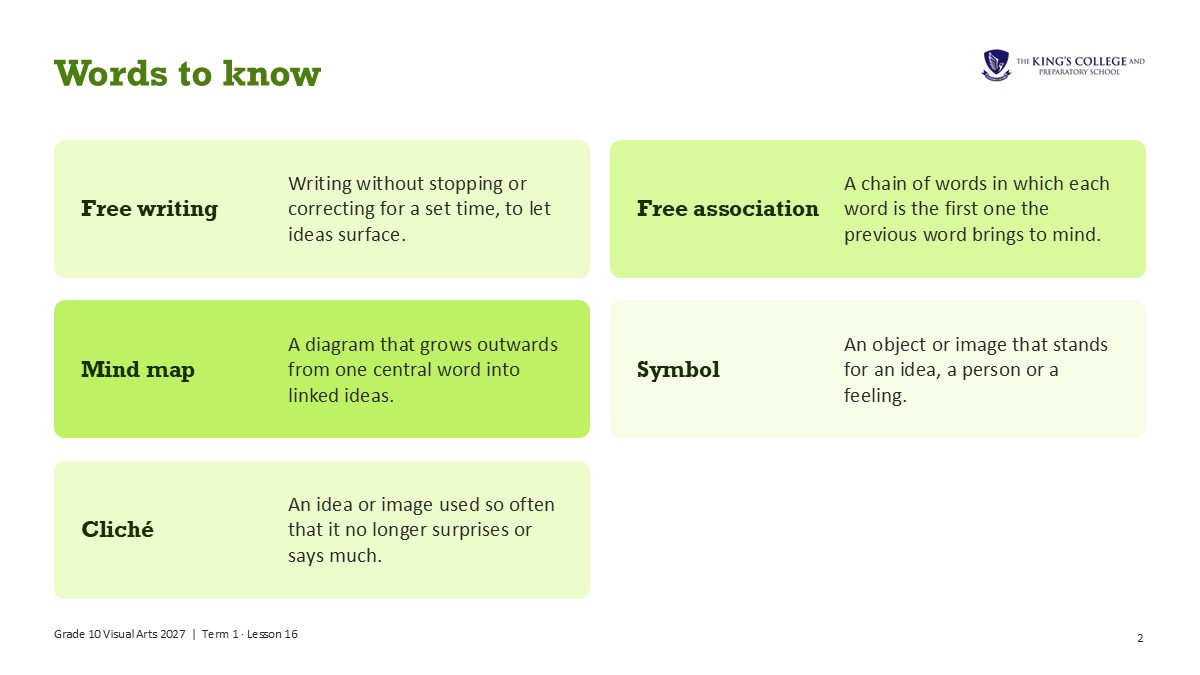 Words to know
THE KING'S COLLEGE AND
PREPARATORY SCHOOL
Free writing
Writing without stopping or
correcting for a set time, to let
ideas surface.
Free association
A chain of words in which each
word is the first one the
previous word brings to mind.
Mind map
A diagram that grows outwards
from one central word into
linked ideas.
Symbol
An object or image that stands
for an idea, a person or a
feeling.
Cliché
An idea or image used so often
that it no longer surprises or
says much.
Grade 10 Visual Arts 2027 | Term 1 · Lesson 16
2